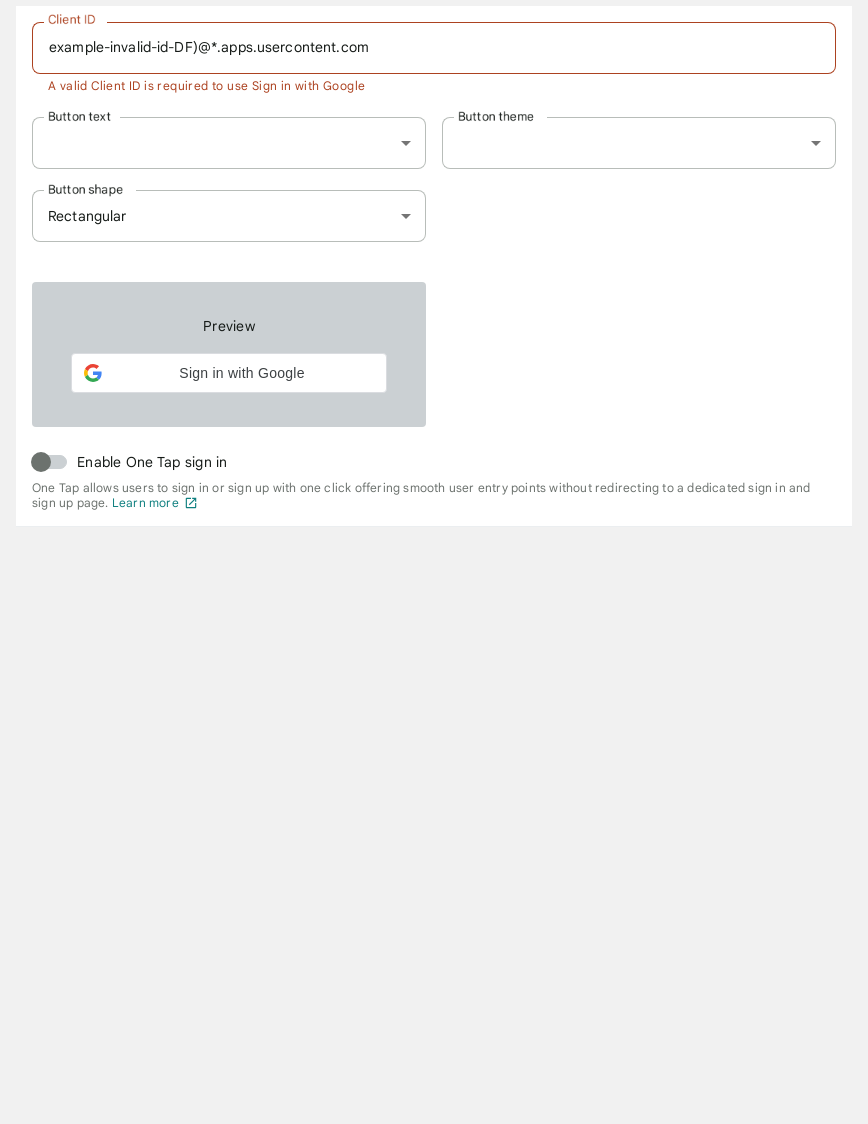 Client ID
example-invalid-id-DF)@*.apps.usercontent.com
A valid Client ID is required to use Sign in with Google
Button text
Button theme
Button shape
Rectangular
Preview
Sign in with Google
Enable One Tap sign in
One Tap allows users to sign in or sign up with one click offering smooth user entry points without redirecting to a dedicated sign in and
sign up page. Learn more